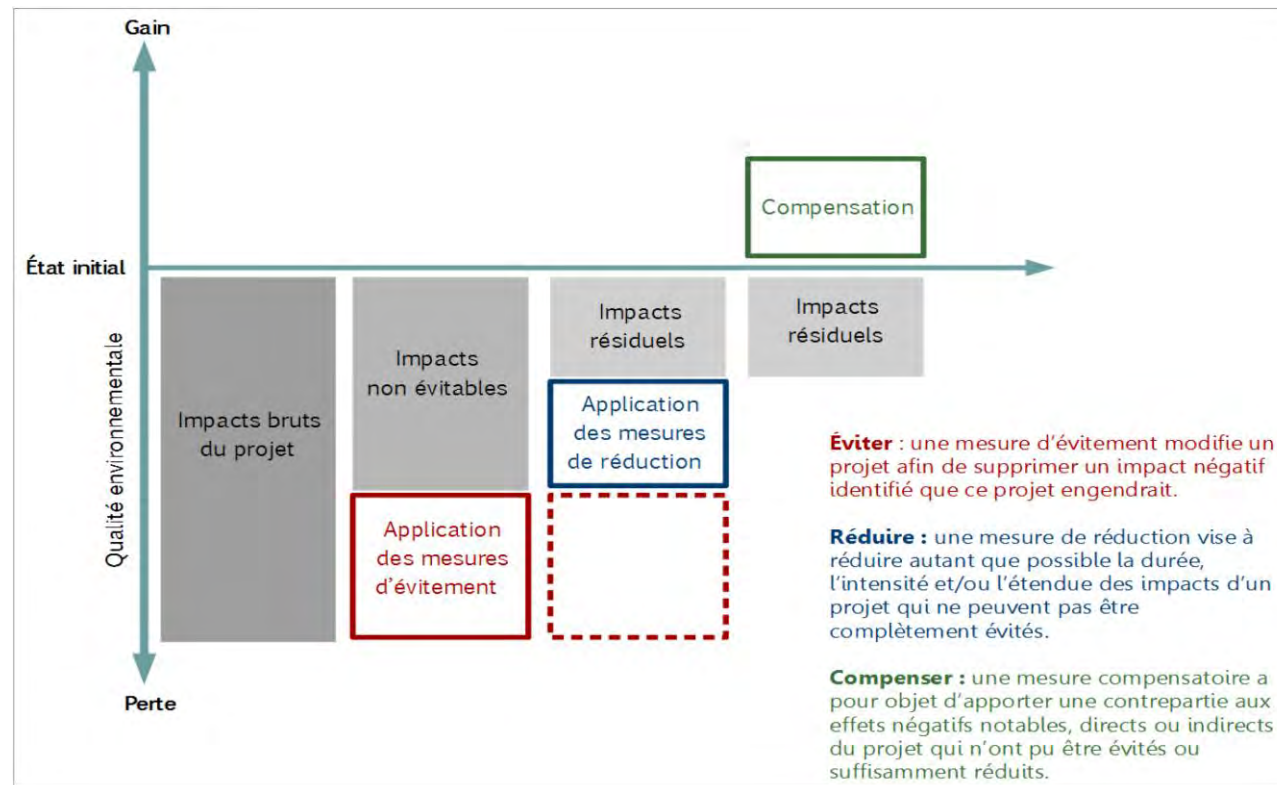 Gain
Compensation
État initial
Impacts bruts
du projet
Impacts
non évitables
Impacts
résiduels
Impacts
résiduels
Qualité environnementale
Application
des mesures
d'évitement
Application
des mesures
de réduction
Perte
Éviter : une mesure d'évitement modifie un
projet afin de supprimer un impact négatif
identifié que ce projet engendrait.
Réduire : une mesure de réduction vise à
réduire autant que possible la durée,
l'intensité et/ou l'étendue des impacts d'un
projet qui ne peuvent pas être
complètement évités.
Compenser : une mesure compensatoire a
pour objet d'apporter une contrepartie aux
effets négatifs notables, directs ou indirects
du projet qui n'ont pu être évités ou
suffisamment réduits.